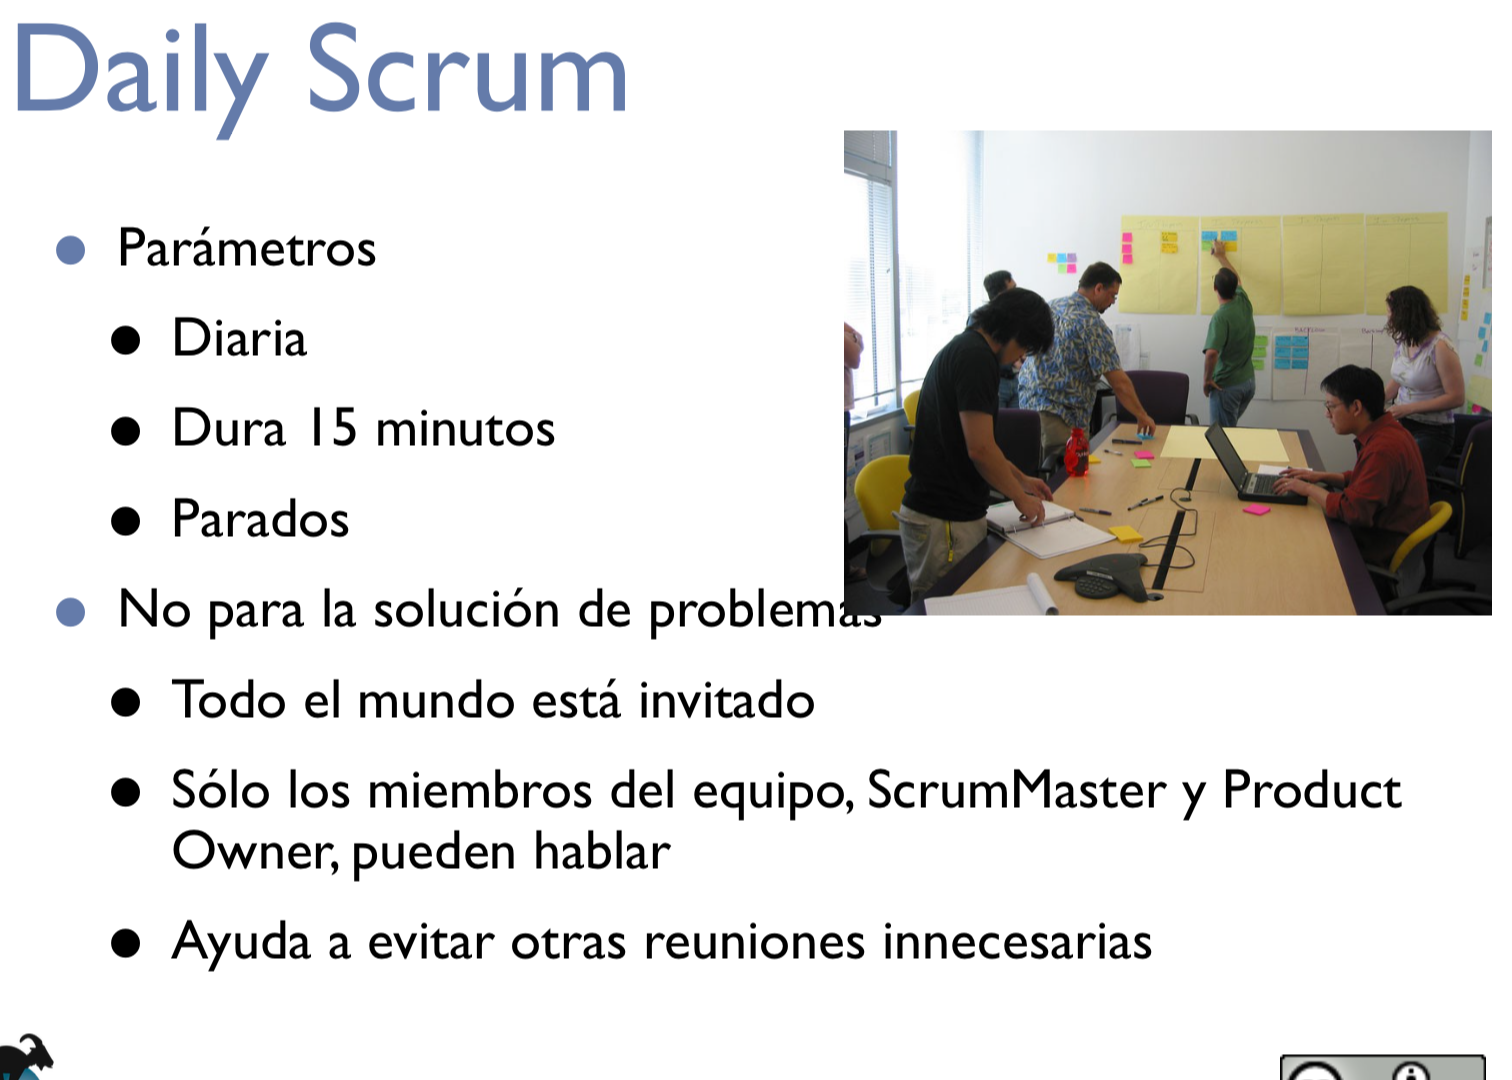 Daily Scrum
Parámetros
Diaria
Dura 15 minutos
Parados
No para la solución de problemas
Todo el mundo está invitado
Sólo los miembros del equipo, ScrumMaster y Product
Owner, pueden hablar
Ayuda a evitar otras reuniones innecesarias